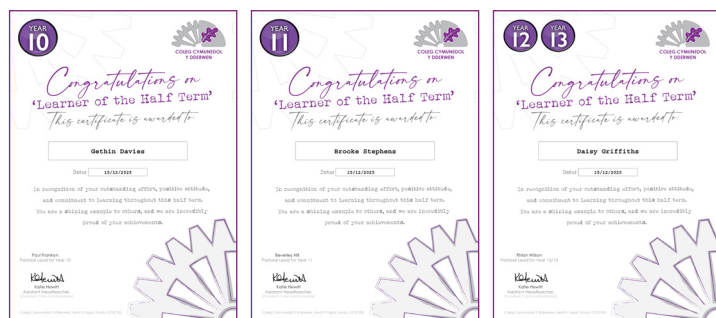 YEAR
10
COLEG CYMUNEDOL
Y DDERWEN
Congratulations on
'Learner of the Half Term'
This certificate is awarded to
Gethin Davies
Date: 15/12/2025
In recognition of your outstanding effort, positive attitude,
and commitment to learning throughout this half term.
You are a shining example to others, and we are incredibly
proud of your achievements.
Paul Franklyn
Pastoral Lead for Year 10
Katie Hewitt
Assistant Headteacher
YEAR
11
COLEG CYMUNEDOL
Y DDERWEN
Congratulations on
'Learner of the Half Term'
This certificate is awarded to
Brooke Stephens
Date: 15/12/2025
In recognition of your outstanding effort, positive attitude,
and commitment to learning throughout this half term.
You are a shining example to others, and we are incredibly
proud of your achievements.
Beverley Hill
Pastoral Lead for Year 11
Katie Hewitt
Assistant Headteacher
YEAR
12
YEAR
13
COLEG CYMUNEDOL
Y DDERWEN
Congratulations on
'Learner of the Half Term'
This certificate is awarded to
Daisy Griffiths
Date: 15/12/2025
In recognition of your outstanding effort, positive attitude,
and commitment to learning throughout this half term.
You are a shining example to others, and we are incredibly
proud of your achievements.
Wilson
Pastoral Lead for Year 12/13
Katie Hewitt
Assistant Headteacher